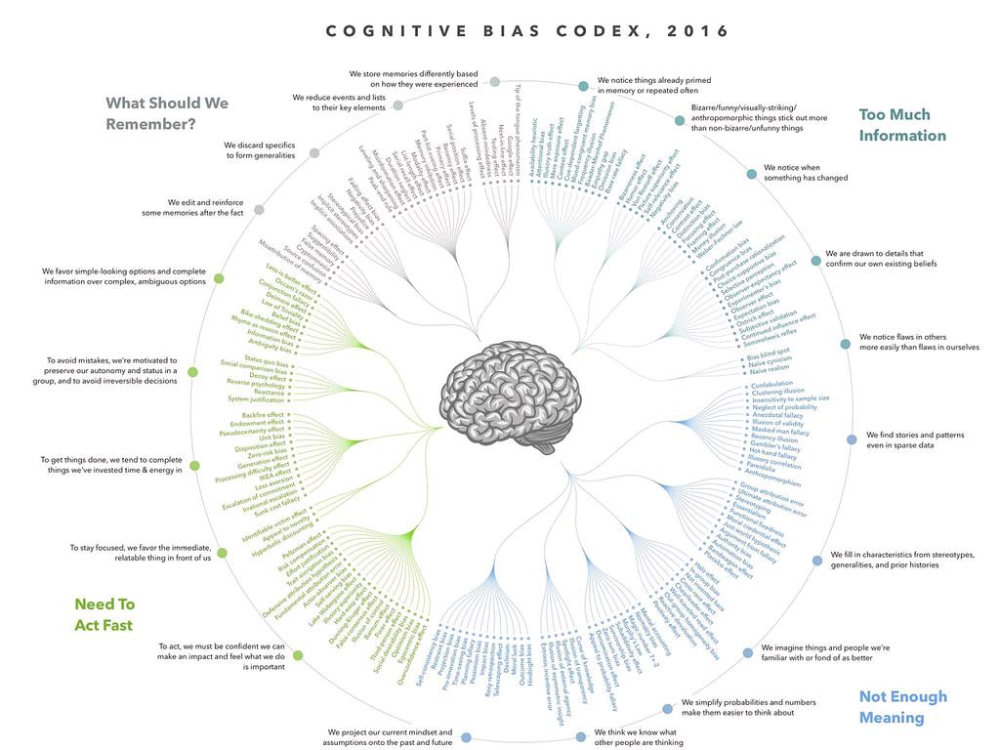 COGNITIVE BIAS CODEX, 2016
What Should We
Remember?
Too Much
Information
Need To
Act Fast
Not Enough
Meaning
We store memories differently based
on how they were experienced
We reduce events and lists
to their key elements
We discard specifics
to form generalities
We edit and reinforce
some memories after the fact
We favor simple-looking options and complete
information over complex, ambiguous options
To avoid mistakes, we're motivated to
preserve our autonomy and status in a
group, and to avoid irreversible decisions
To get things done, we tend to complete
things we've invested time & energy in
To stay focused, we favor the immediate,
relatable thing in front of us
To act, we must be confident we can
make an impact and feel what we do
is important
We notice things already primed
in memory or repeated often
Bizarre/funny/visually-striking/
anthropomorphic things stick out more
than non-bizarre/unfunny things
We notice when
something has changed
We are drawn to details that
confirm our own existing beliefs
We notice flaws in others
more easily than flaws in ourselves
We find stories and patterns
even in sparse data
We fill in characteristics from stereotypes,
generalities, and prior histories
We imagine things and people we're
familiar with or fond of as better
We simplify probabilities and numbers
make them easier to think about
We think we know what
other people are thinking
We project our current mindset and
assumptions onto the past and future
Availability heuristic
Attentional bias
Illusory truth effect
Mere exposure effect
Context effect
Cue-dependent forgetting
Mood-congruent memory bias
Frequency illusion
Baader-Meinhof Phenomenon
Empathy gap
Omission bias
Base rate fallacy
Bizarreness effect
Humor effect
Von Restorff effect
Picture superiority effect
Self-relevance effect
Negativity bias
Anchoring
Conservatism
Contrast effect
Distinction bias
Focusing effect
Framing effect
Money illusion
Weber-Fechner law
Confirmation bias
Congruence bias
Post-purchase rationalization
Choice-supportive bias
Selective perception
Observer-expectancy effect
Experimenter's bias
Observer effect
Expectation bias
Ostrich effect
Subjective validation
Continued influence effect
Semmelweis reflex
Bias blind spot
Naïve cynicism
Naïve realism
Confabulation
Clustering illusion
Insensitivity to sample size
Neglect of probability
Anecdotal fallacy
Illusion of validity
Masked man fallacy
Recency illusion
Gambler's fallacy
Hot-hand fallacy
Illusory correlation
Pareidolia
Anthropomorphism
Group attribution error
Ultimate attribution error
Stereotyping
Essentialism
Functional fixedness
Moral credential effect
Just-world hypothesis
Argument from fallacy
Authority bias
Automation bias
Bandwagon effect
Placebo effect
Halo effect
In-group bias
Not invented here
Cross-race effect
Cheerleader effect
Well traveled road effect
Out-group homogeneity bias
Reactive devaluation
Positivity effect
Mental accounting
Normalcy bias
Murphy's Law
Subadditivity effect
Survivorship bias
Zero sum bias
Denomination effect
Appeal to probability fallacy
Curse of knowledge
Illusion of transparency
Spotlight effect
Illusion of external agency
Illusion of asymmetric insight
Extrinsic incentive error
Hindsight bias
Outcome bias
Moral luck
Declinism
Telescoping effect
Rosy retrospection
Impact bias
Pessimism bias
Planning fallacy
Time-saving bias
Pro-innovation bias
Projection bias
Restraint bias
Self-consistency bias
Overconfidence effect
Egocentric bias
Optimism bias
Social desirability bias
Third-person effect
Forer effect
Barnum effect
Illusion of control
False consensus effect
Dunning-Kruger effect
Hard-easy effect
Illusory superiority
Lake Wobegone effect
Self-serving bias
Actor-observer bias
Fundamental attribution error
Defensive attribution hypothesis
Trait ascription bias
Effort justification
Risk compensation
Peltzman effect
Hyperbolic discounting
Appeal to novelty
Identifiable victim effect
Sunk cost fallacy
Irrational escalation
Escalation of commitment
Loss aversion
IKEA effect
Processing difficulty effect
Generation effect
Zero-risk bias
Disposition effect
Unit bias
Pseudocertainty effect
Endowment effect
Backfire effect
System justification
Reactance
Reverse psychology
Decoy effect
Social comparison bias
Status quo bias
Ambiguity bias
Information bias
Rhyme as reason effect
Bike-shedding effect
Belief bias
Law of Triviality
Delmore effect
Conjunction fallacy
Occam's razor
Less-is-better effect
Misattribution of memory
Source confusion
Cryptomnesia
False memory
Suggestibility
Spacing effect
Implicit associations
Implicit stereotypes
Stereotypical bias
Prejudice
Negativity bias
Fading affect bias
Peak-end rule
Leveling and sharpening
Misinformation effect
Duration neglect
Serial recall effect
List-length effect
Modality effect
Memory inhibition
Part-list cueing effect
Primacy effect
Recency effect
Serial position effect
Suffix effect
Levels of processing effect
Absent-mindedness
Testing effect
Next-in-line effect
Google effect
Tip of the tongue phenomenon